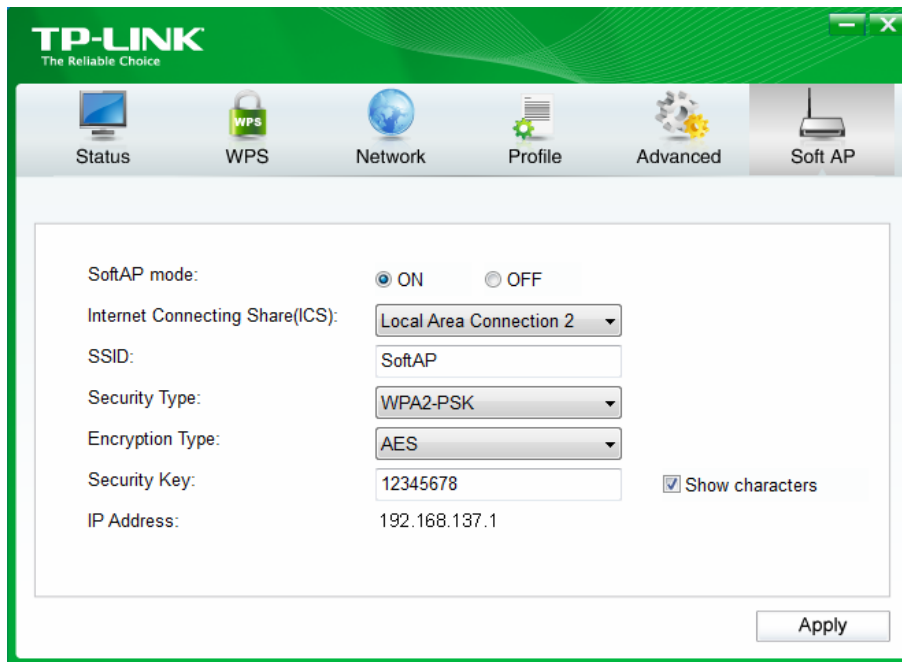 TP-LINK
The Reliable Choice
WPS
Status WPS Network Profile Advanced Soft AP
SoftAP mode: ON OFF
Internet Connecting Share(ICS): Local Area Connection 2
SSID: SoftAP
Security Type: WPA2-PSK
Encryption Type: AES
Security Key: 12345678 Show characters
IP Address: 192.168.137.1
Apply